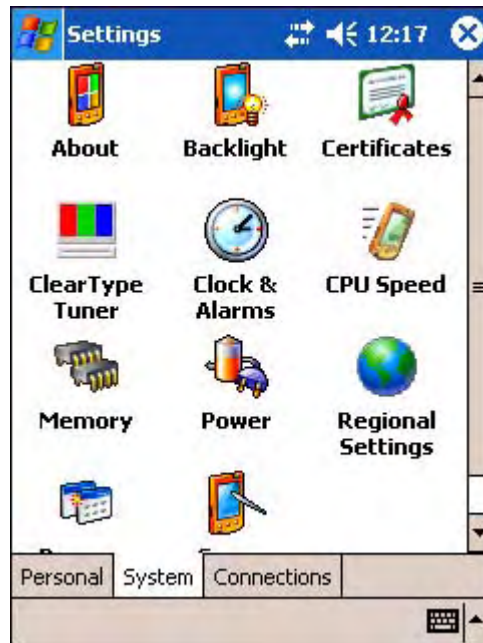 Settings 12:17
About Backlight Certificates
ClearType Clock & CPU Speed
Tuner Alarms
Memory Power Regional
Settings
Personal System Connections